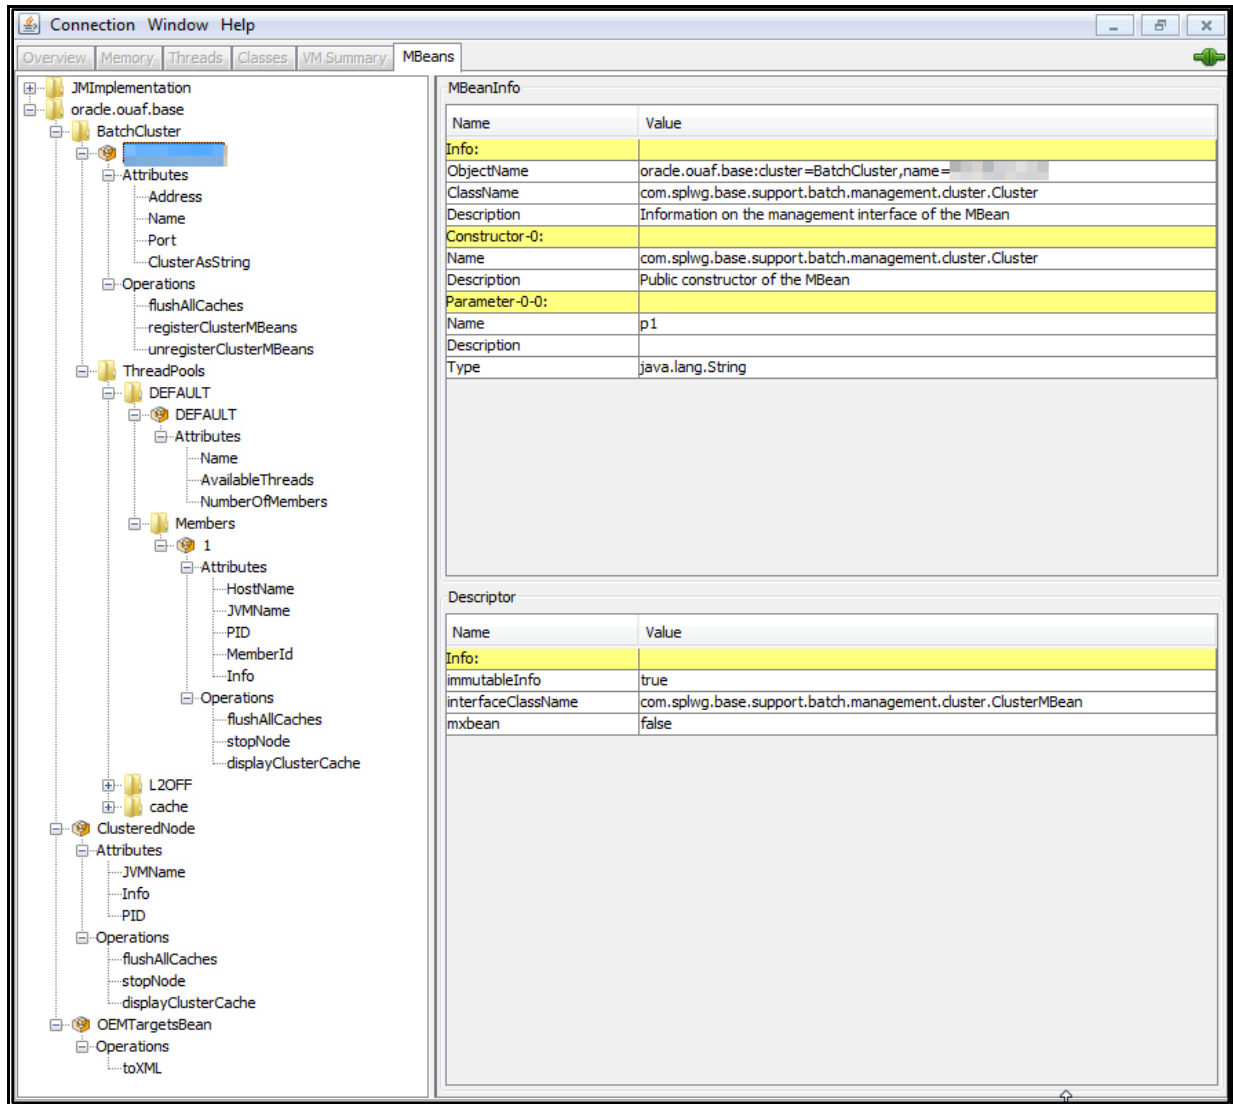 Connection Window Help
Overview Memory Threads Classes VM Summary MBeans
JMImplementation
oracle.ouaf.base
BatchCluster
Attributes
Address
Name
Port
ClusterAsString
Operations
flushAllCaches
registerClusterMBeans
unregisterClusterMBeans
ThreadPools
DEFAULT
DEFAULT
Attributes
Name
AvailableThreads
NumberOfMembers
Members
1
Attributes
HostName
JVMName
PID
MemberId
Info
Operations
flushAllCaches
stopNode
displayClusterCache
L2OFF
cache
ClusteredNode
Attributes
JVMName
Info
PID
Operations
flushAllCaches
stopNode
displayClusterCache
OEMTargetsBean
Operations
toXML
MBeanInfo
Name Value
Info:
ObjectName oracle.ouaf.base:cluster=BatchCluster,name=
ClassName com.splwg.base.support.batch.management.cluster.Cluster
Description Information on the management interface of the MBean
Constructor-0:
Name com.splwg.base.support.batch.management.cluster.Cluster
Description Public constructor of the MBean
Parameter-0-0:
Name p1
Description
Type java.lang.String
Descriptor
Name Value
Info:
immutableInfo true
interfaceClassName com.splwg.base.support.batch.management.cluster.ClusterMBean
mxbean false